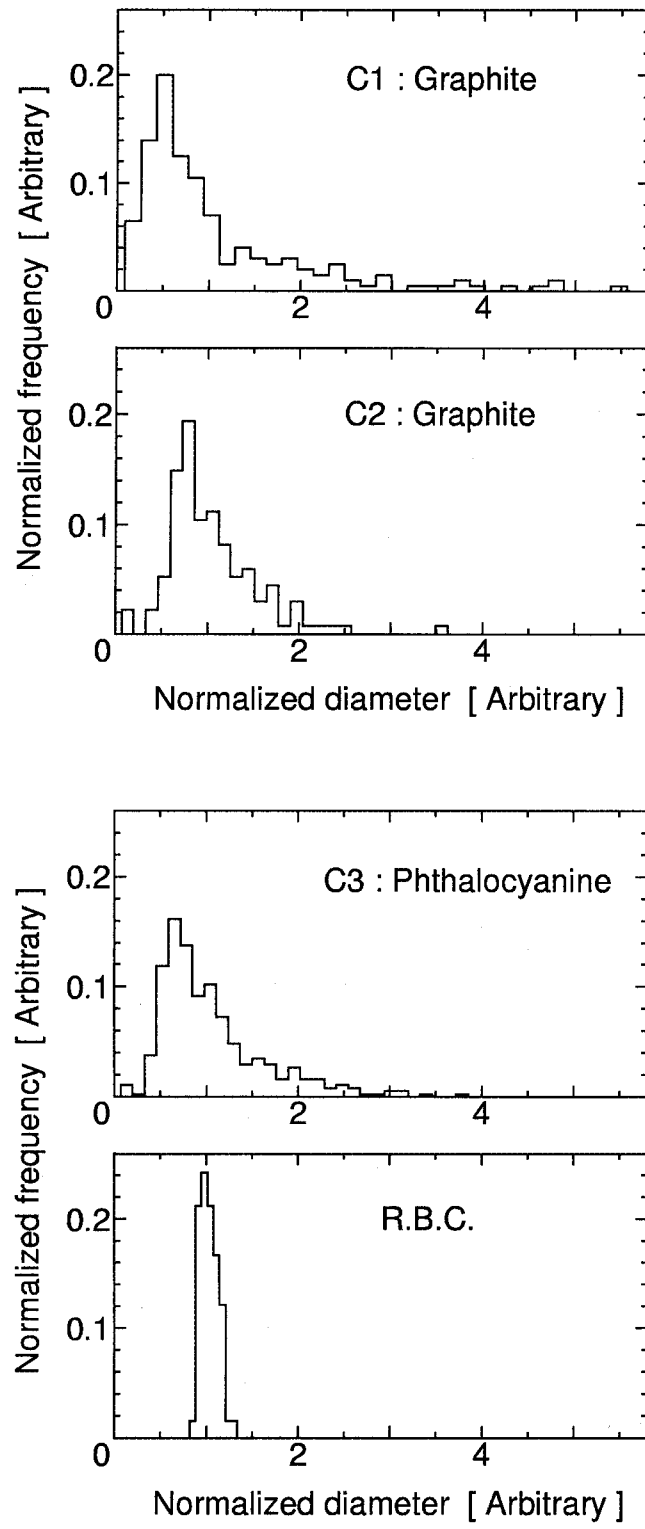 Normalized frequency [ Arbitrary ]
C1 : Graphite
0.2
0.1
0
2
4
C2 : Graphite
0.2
0.1
0
2
4
Normalized diameter [ Arbitrary ]
Normalized frequency [ Arbitrary ]
C3 : Phthalocyanine
0.2
0.1
0
2
4
R.B.C.
0.2
0.1
0
2
4
Normalized diameter [ Arbitrary ]